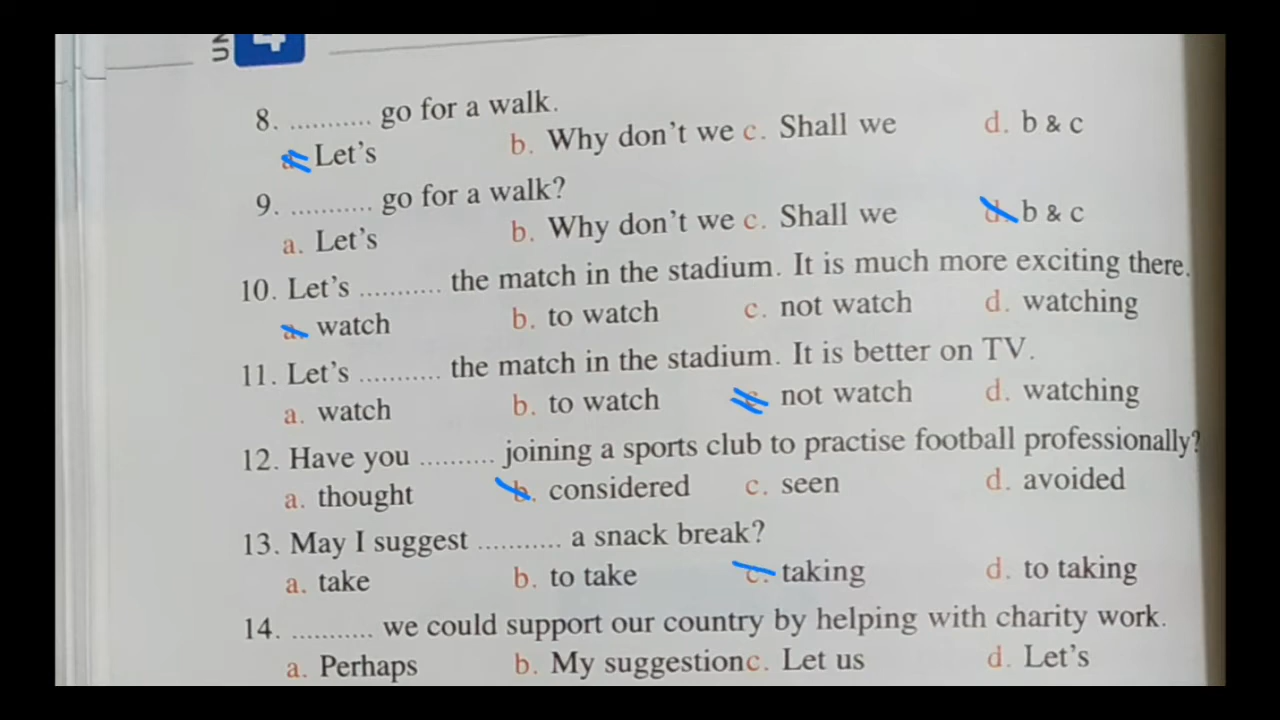 UN 4
8. ........... go for a walk.
a. Let's b. Why don't we c. Shall we d. b & c
9. ........... go for a walk?
a. Let's b. Why don't we c. Shall we d. b & c
10. Let's ........... the match in the stadium. It is much more exciting there.
a. watch b. to watch c. not watch d. watching
11. Let's ........... the match in the stadium. It is better on TV.
a. watch b. to watch c. not watch d. watching
12. Have you .......... joining a sports club to practise football professionally?
a. thought b. considered c. seen d. avoided
13. May I suggest ........... a snack break?
a. take b. to take c. taking d. to taking
14. ........... we could support our country by helping with charity work.
a. Perhaps b. My suggestion c. Let us d. Let's